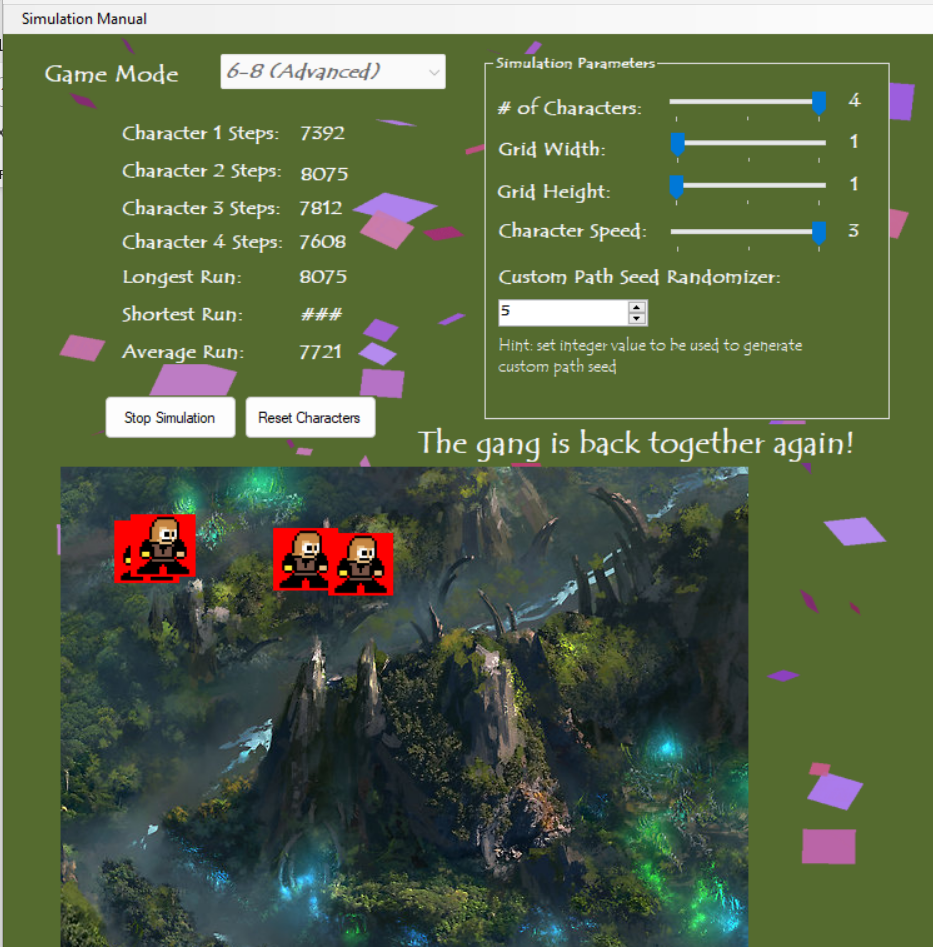 Simulation Manual
Game Mode
6-8 (Advanced)
Character 1 Steps: 7392
Character 2 Steps: 8075
Character 3 Steps: 7812
Character 4 Steps: 7608
Longest Run: 8075
Shortest Run: ###
Average Run: 7721
Stop Simulation
Reset Characters
Simulation Parameters
# of Characters: 4
Grid Width: 1
Grid Height: 1
Character Speed: 3
Custom Path Seed Randomizer:
5
Hint: set integer value to be used to generate
custom path seed
The gang is back together again!